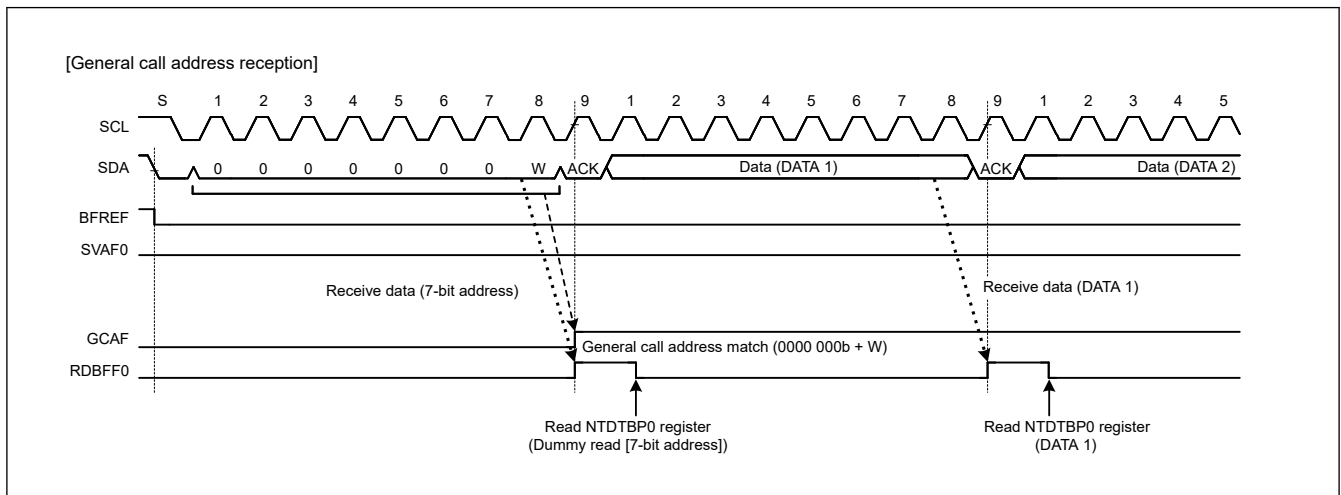 [General call address reception]
S 1 2 3 4 5 6 7 8 9 1 2 3 4 5 6 7 8 9 1 2 3 4 5
SCL
SDA 0 0 0 0 0 0 0 W ACK Data (DATA 1) ACK Data (DATA 2)
BFREF
SVAF0
Receive data (7-bit address) Receive data (DATA 1)
GCAF
General call address match (0000 000b + W)
RDBFF0
Read NTDTBP0 register Read NTDTBP0 register
(Dummy read [7-bit address]) (DATA 1)